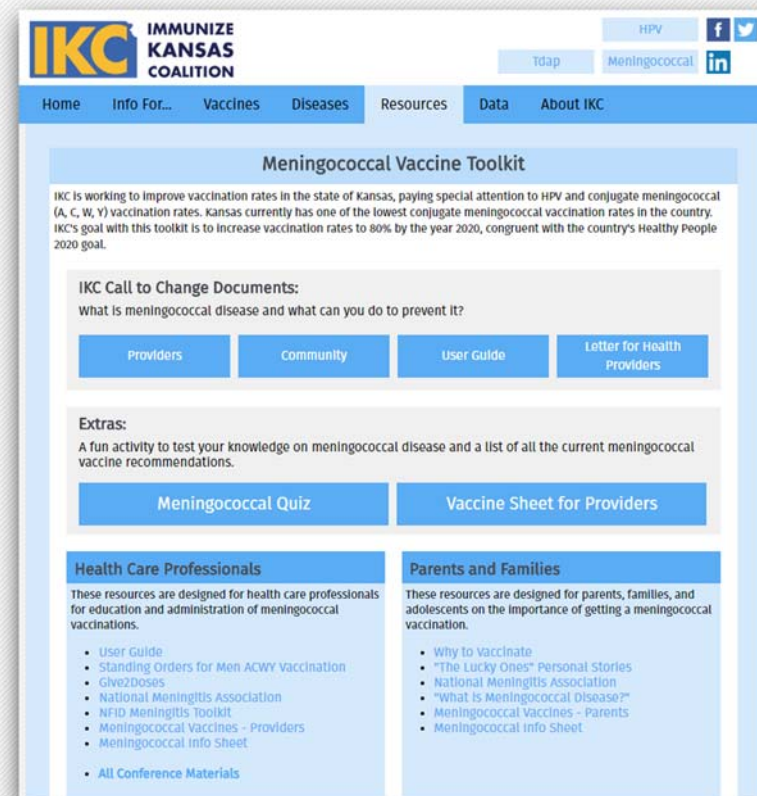 IKC
IMMUNIZE
KANSAS
COALITION
HPV
f
Tdap
Meningococcal
in
Home
Info For...
Vaccines
Diseases
Resources
Data
About IKC
Meningococcal Vaccine Toolkit
IKC is working to improve vaccination rates in the state of Kansas, paying special attention to HPV and conjugate meningococcal
(A, C, W, Y) vaccination rates. Kansas currently has one of the lowest conjugate meningococcal vaccination rates in the country.
IKC's goal with this toolkit is to increase vaccination rates to 80% by the year 2020, congruent with the country's Healthy People
2020 goal.
IKC Call to Change Documents:
What is meningococcal disease and what can you do to prevent it?
Providers
Community
User Guide
Letter for Health
Providers
Extras:
A fun activity to test your knowledge on meningococcal disease and a list of all the current meningococcal
vaccine recommendations.
Meningococcal Quiz
Vaccine Sheet for Providers
Health Care Professionals
These resources are designed for health care professionals
for education and administration of meningococcal
vaccinations.
• User Guide
• Standing Orders for Men ACWY Vaccination
• Give2Doses
• National Meningitis Association
• NFID Meningitis Toolkit
• Meningococcal Vaccines - Providers
• Meningococcal Info Sheet
• All Conference Materials
Parents and Families
These resources are designed for parents, families, and
adolescents on the importance of getting a meningococcal
vaccination.
• Why to Vaccinate
• "The Lucky Ones" Personal Stories
• National Meningitis Association
• "What is Meningococcal Disease?"
• Meningococcal Vaccines - Parents
• Meningococcal Info Sheet